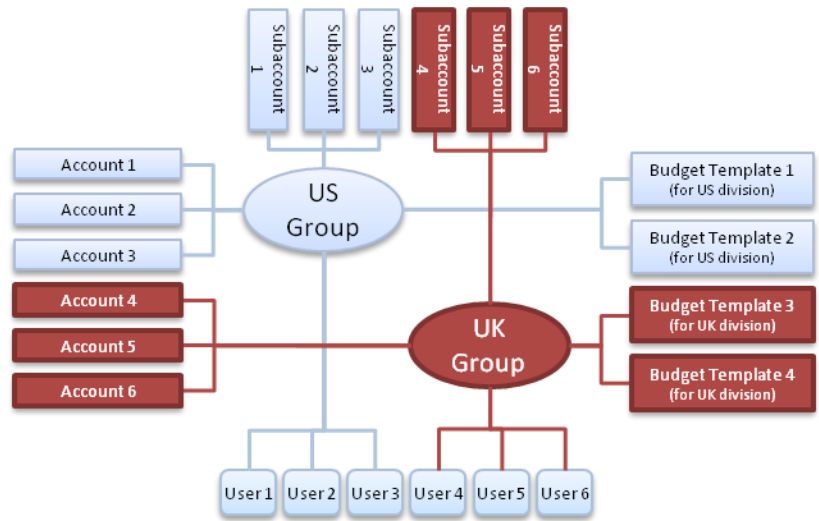 Subaccount
1
Subaccount
2
Subaccount
3
Subaccount
4
Subaccount
5
Subaccount
6
Account 1
Account 2
Account 3
US
Group
Budget Template 1
(for US division)
Budget Template 2
(for US division)
Account 4
Account 5
Account 6
UK
Group
Budget Template 3
(for UK division)
Budget Template 4
(for UK division)
User 1
User 2
User 3
User 4
User 5
User 6